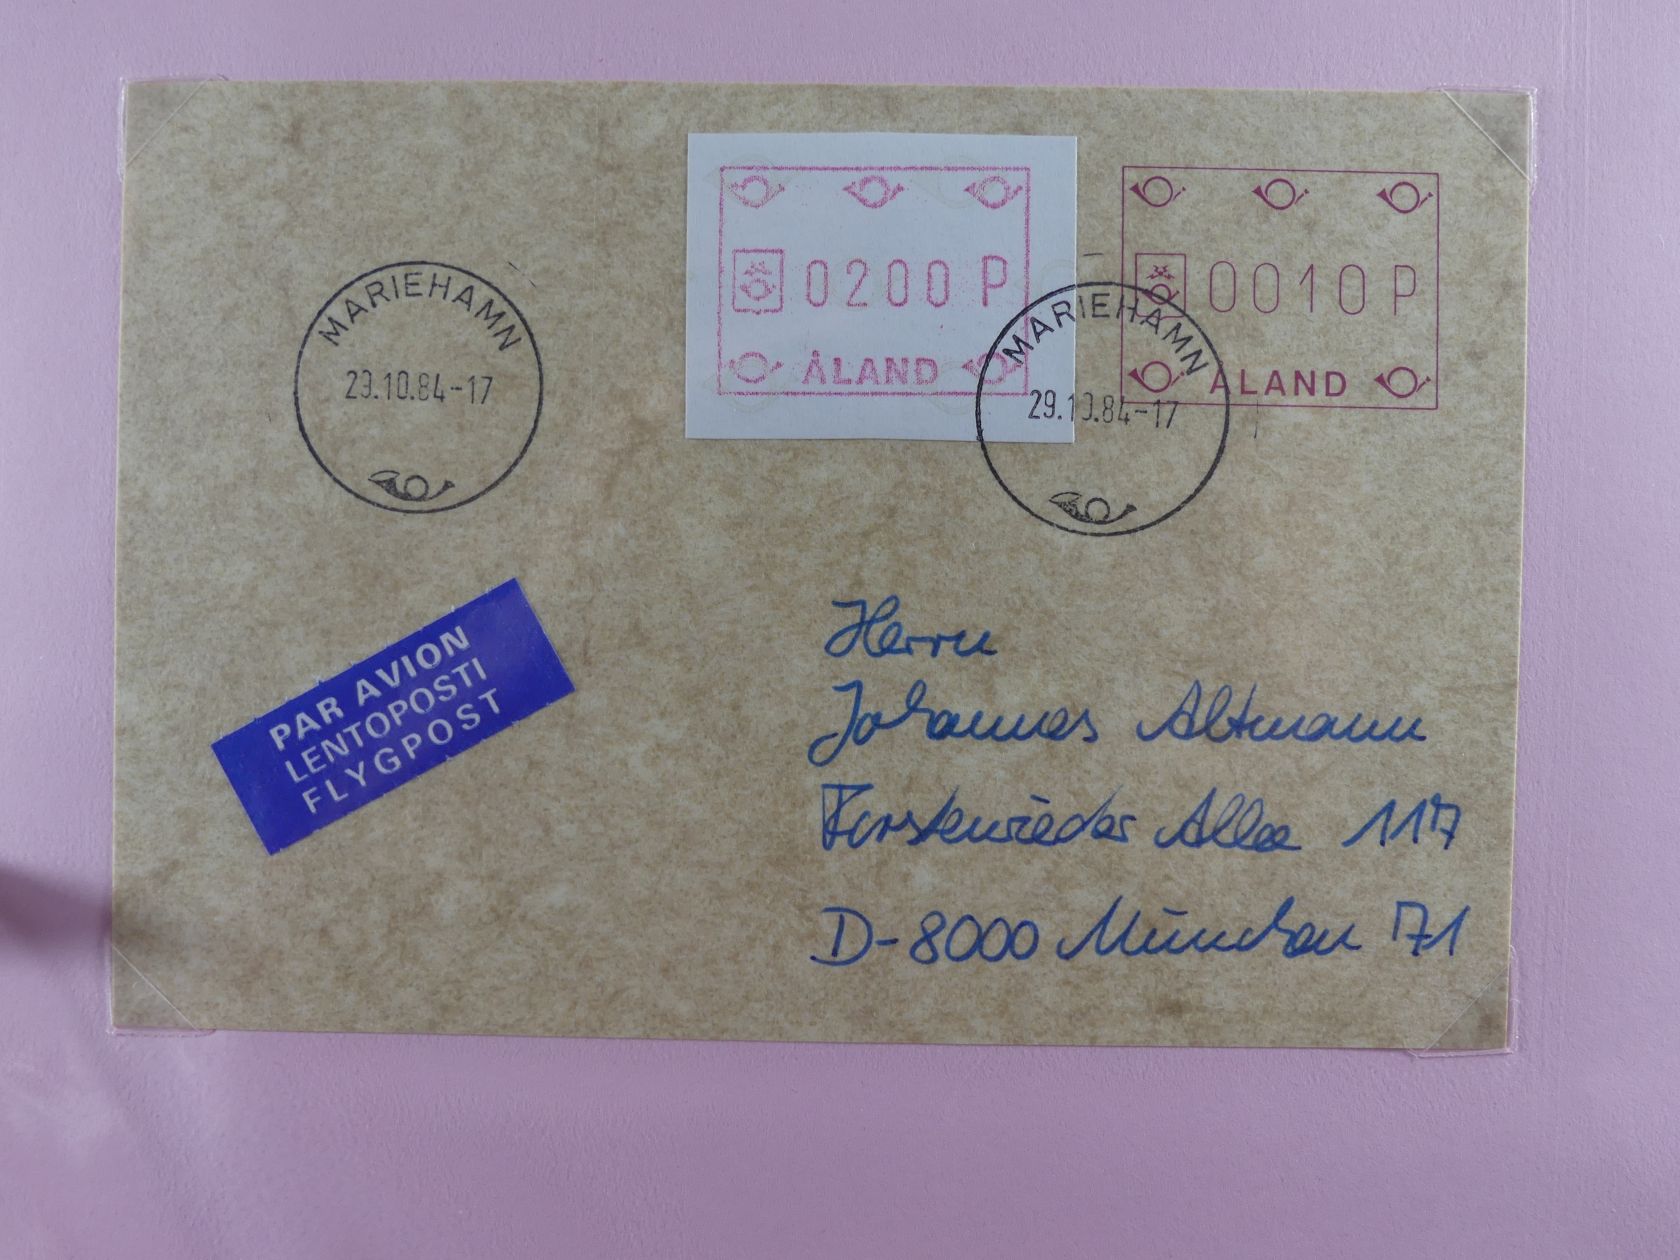 0200 P
ÅLAND
0010 P
ÅLAND
MARIEHAMN
29.10.84-17
MARIEHAMN
29.10.84-17
PAR AVION
LENTOPOSTI
FLYGPOST
Herrn
Johannes Altmann
Forstenrieder Allee 117
D-8000 München 71